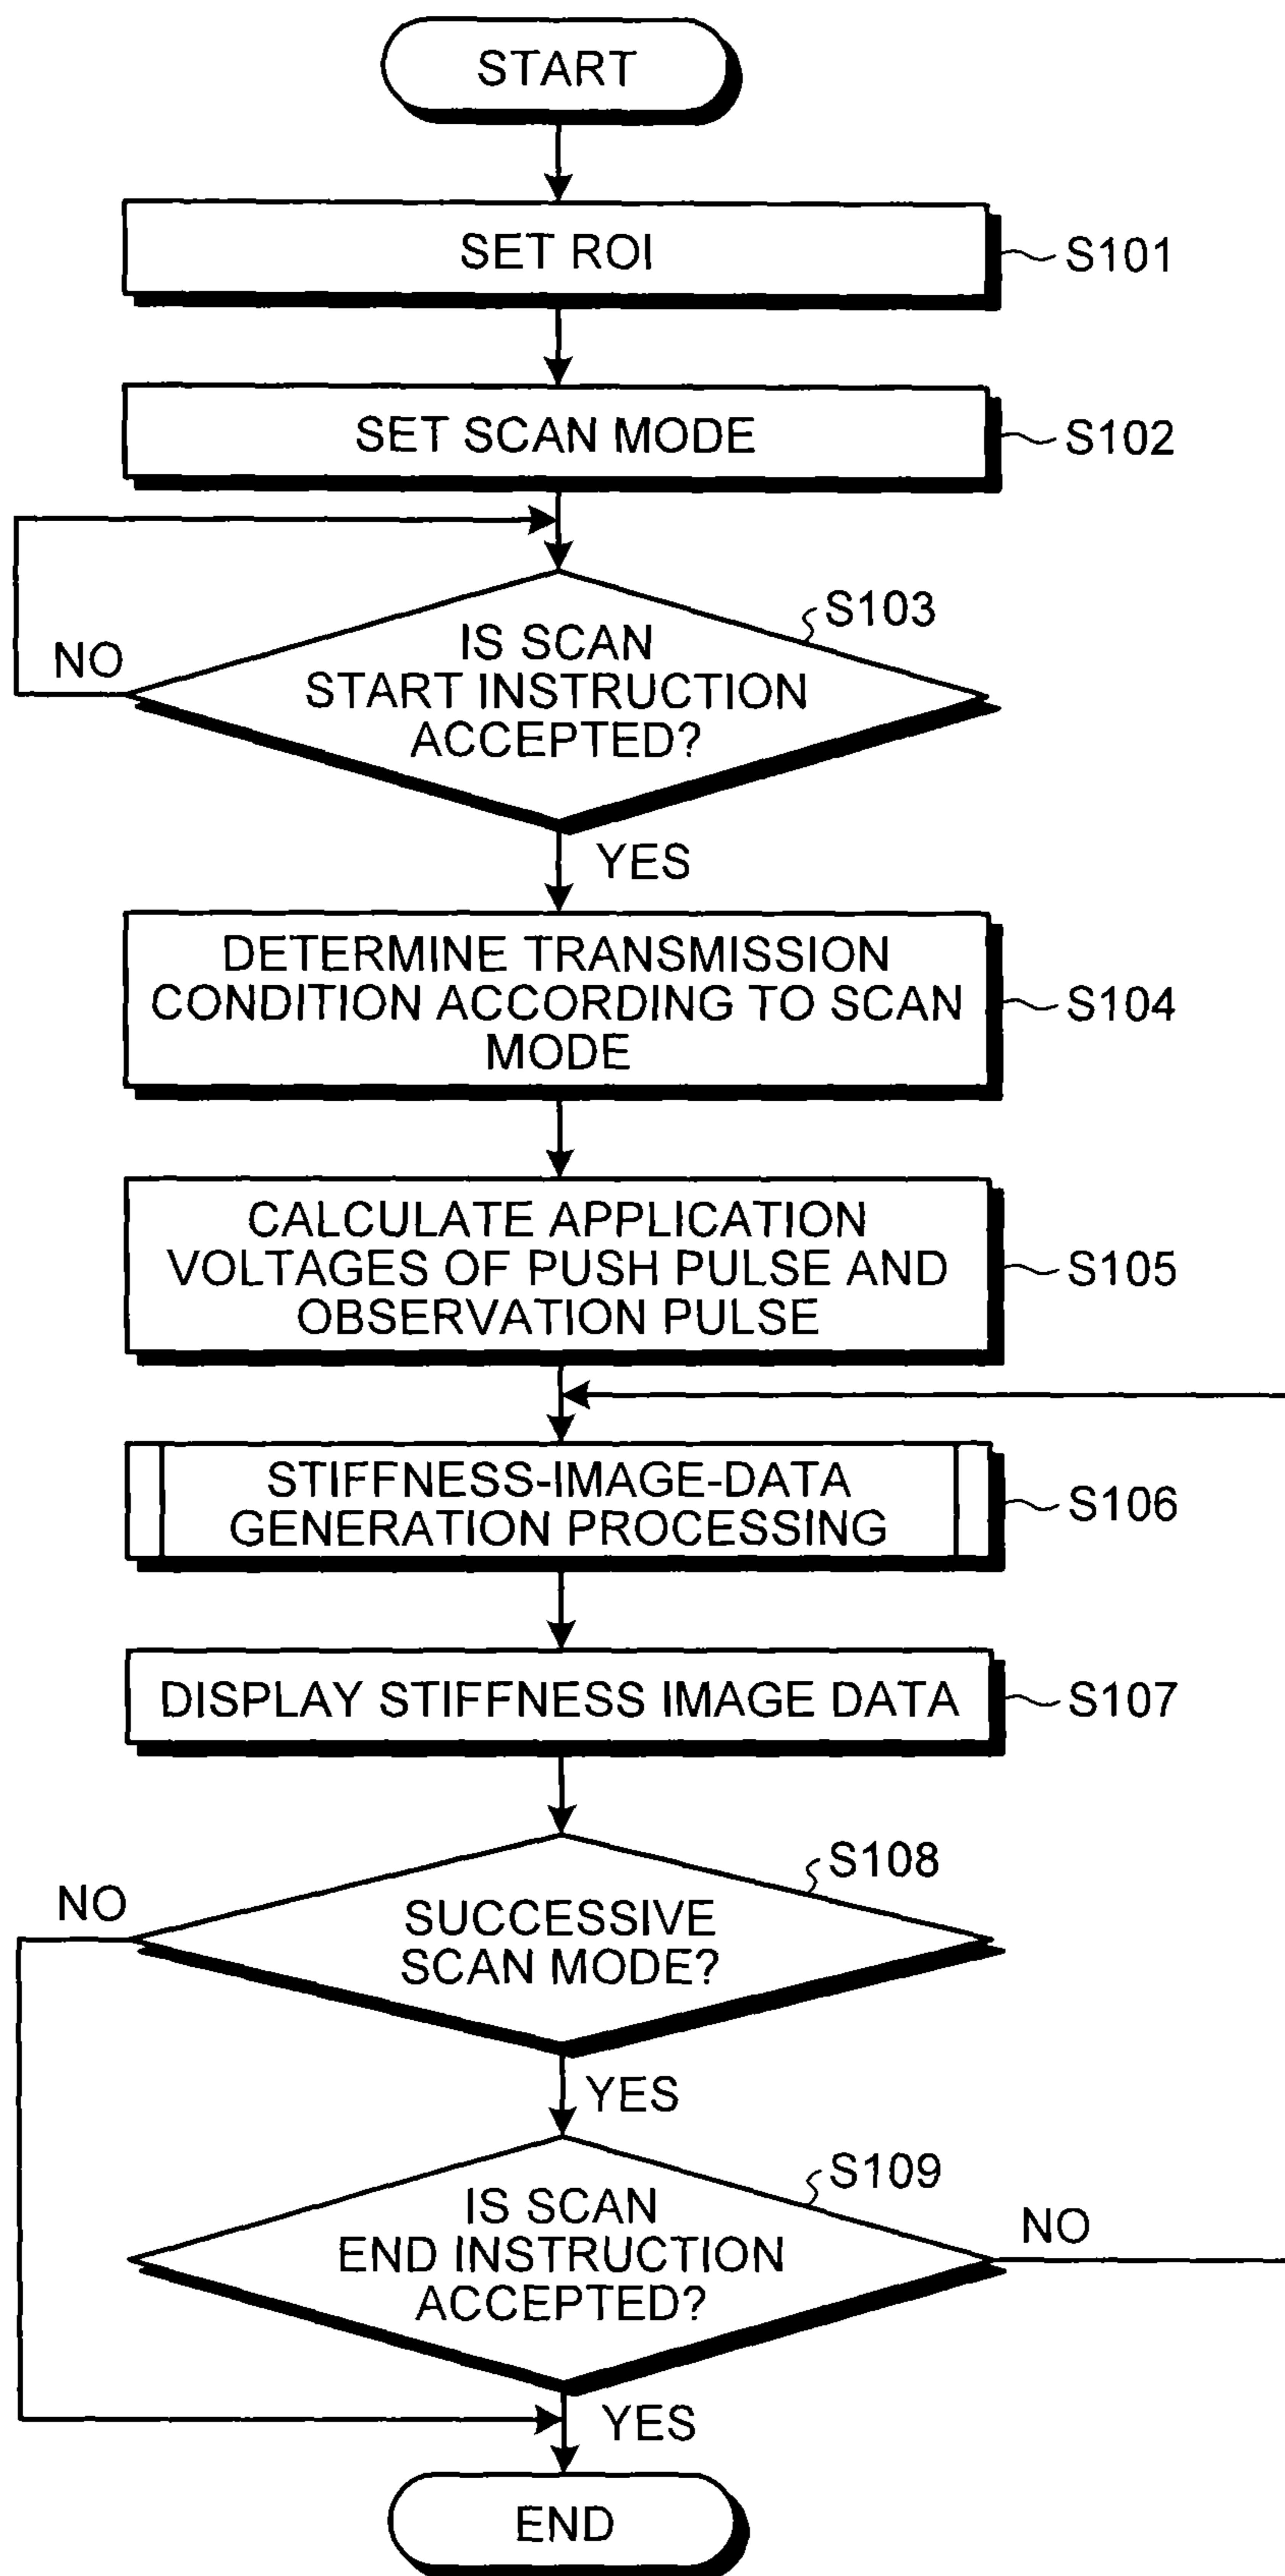 START
SET ROI
S101
SET SCAN MODE
S102
S103
IS SCAN
START INSTRUCTION
ACCEPTED?
NO
YES
DETERMINE TRANSMISSION
CONDITION ACCORDING TO SCAN
MODE
S104
CALCULATE APPLICATION
VOLTAGES OF PUSH PULSE AND
OBSERVATION PULSE
S105
STIFFNESS-IMAGE-DATA
GENERATION PROCESSING
S106
DISPLAY STIFFNESS IMAGE DATA
S107
S108
NO
SUCCESSIVE
SCAN MODE?
YES
S109
IS SCAN
END INSTRUCTION
ACCEPTED?
NO
YES
END